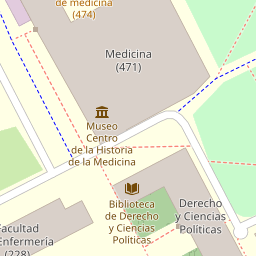 de medicina
(474)
Medicina
(471)
Museo
Centro
de la Historia
de la Medicina
Biblioteca
de Derecho
y Ciencias
Políticas
Derecho
y Ciencias
Políticas
Facultad
Enfermería
(228)